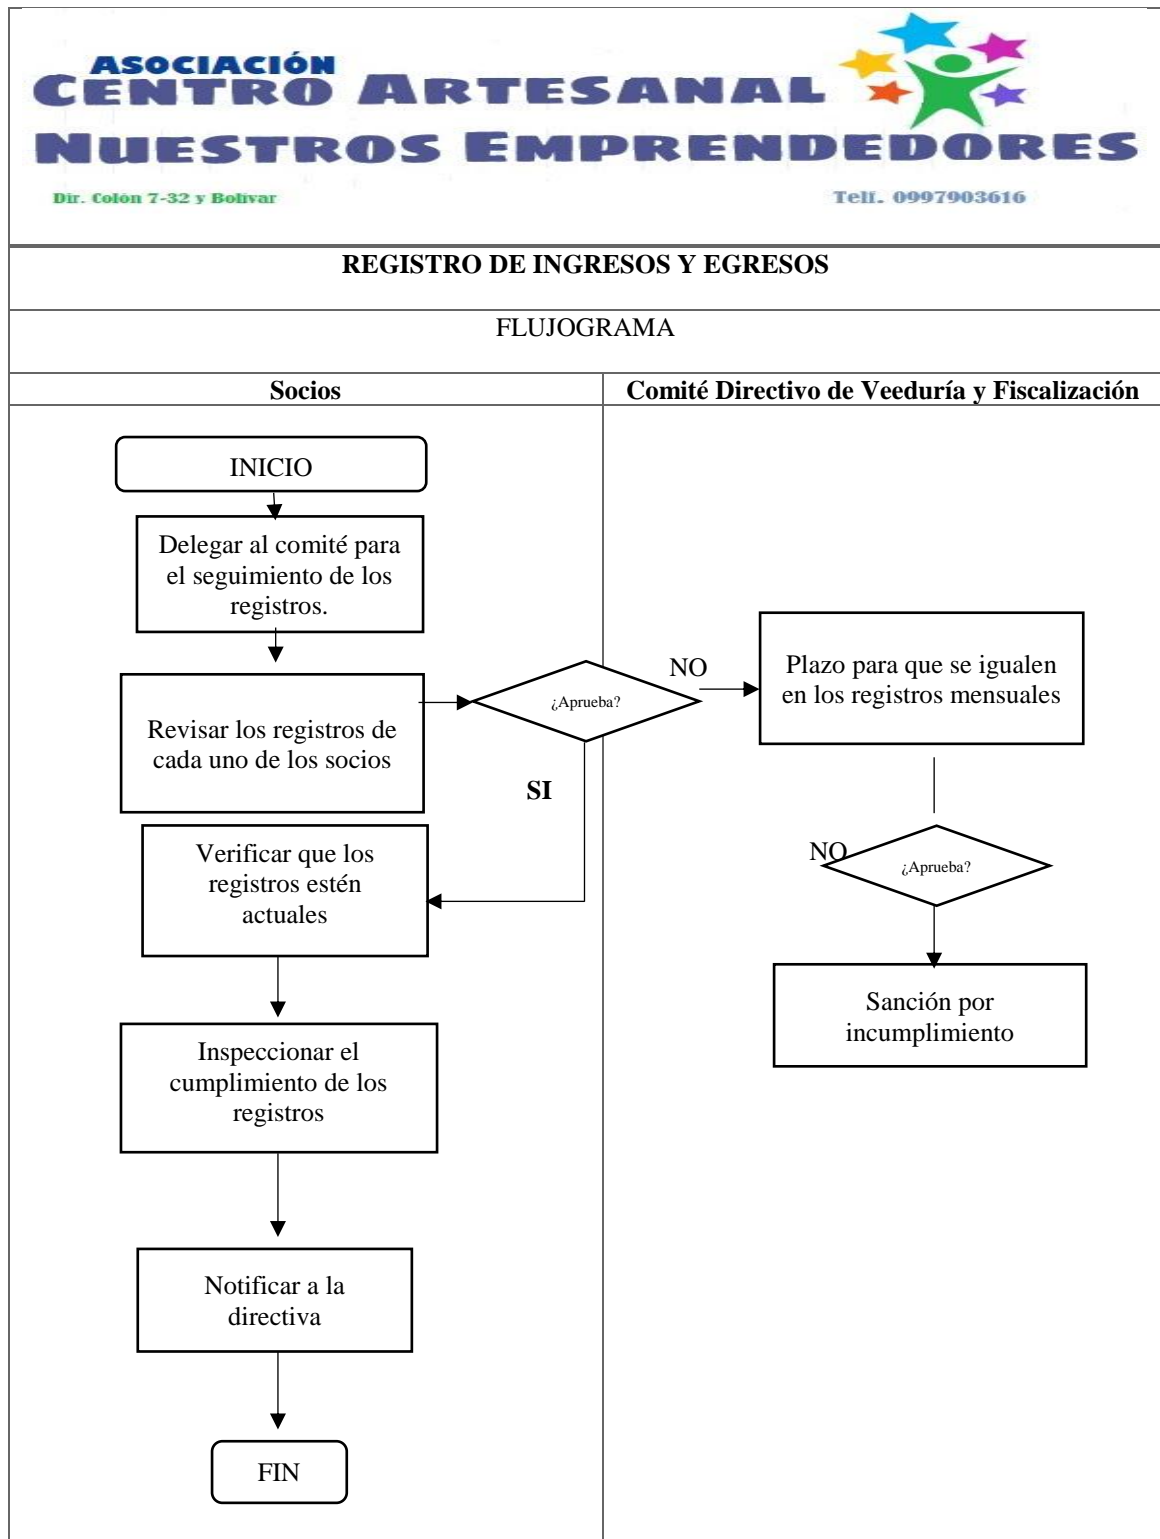 ASOCIACIÓN
CENTRO ARTESANAL
NUESTROS EMPRENDEDORES
Dir. Colón 7-32 y Bolívar
Telf. 0997903616
REGISTRO DE INGRESOS Y EGRESOS
FLUJOGRAMA
Socios
Comité Directivo de Veeduría y Fiscalización
INICIO
Delegar al comité para
el seguimiento de los
registros.
Revisar los registros de
cada uno de los socios
¿Aprueba?
NO
Plazo para que se igualen
en los registros mensuales
SI
Verificar que los
registros estén
actuales
NO
¿Aprueba?
Sanción por
incumplimiento
Inspeccionar el
cumplimiento de los
registros
Notificar a la
directiva
FIN